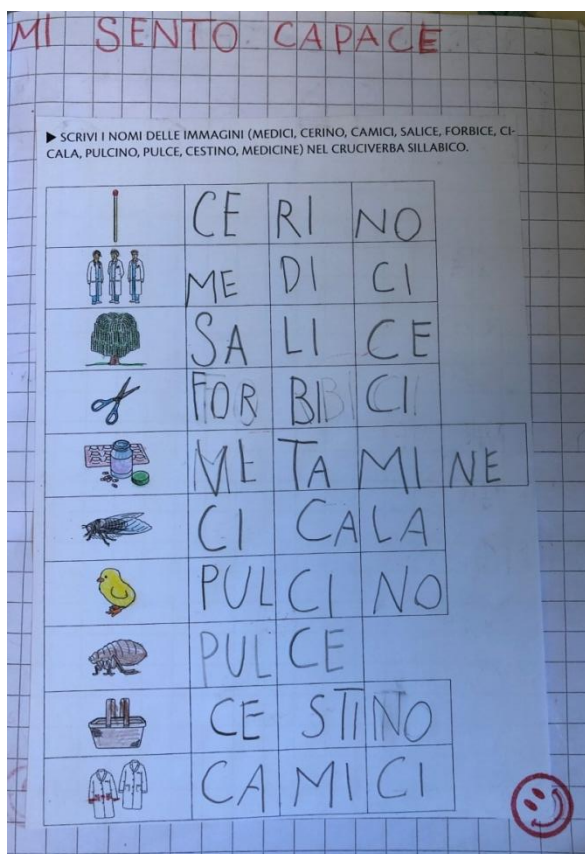 MI SENTO CAPACE
▶ SCRIVI I NOMI DELLE IMMAGINI (MEDICI, CERINO, CAMICI, SALICE, FORBICE, CI-
CALA, PULCINO, PULCE, CESTINO, MEDICINE) NEL CRUCIVERBA SILLABICO.
CE RI NO
ME DI CI
SA LI CE
FOR BI CI
ME TA MI NE
CI CA LA
PUL CI NO
PUL CE
CE STI NO
CA MI CI